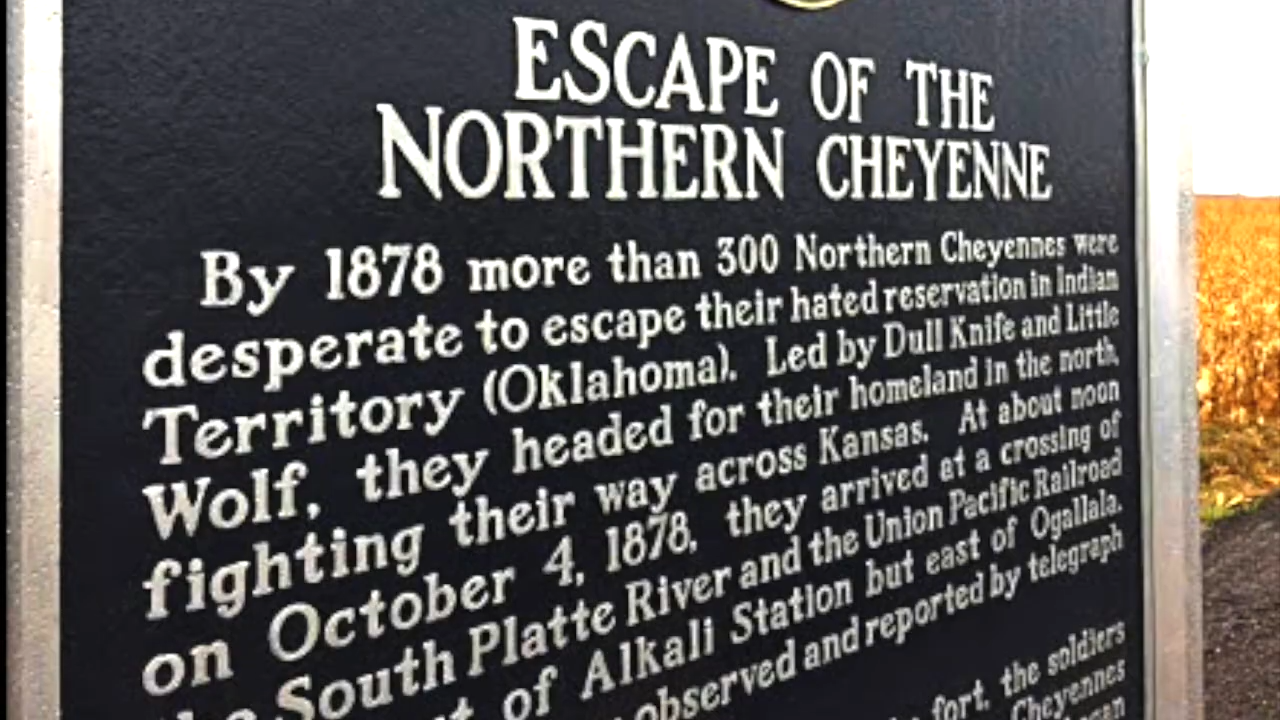 ESCAPE OF THE
NORTHERN CHEYENNE
By 1878 more than 300 Northern Cheyennes were
desperate to escape their hated reservation in Indian
Territory (Oklahoma). Led by Dull Knife and Little
Wolf, they headed for their homeland in the north,
fighting their way across Kansas. At about noon
on October 4, 1878, they arrived at a crossing of
the South Platte River and the Union Pacific Railroad
of Alkali Station but east of Ogallala.
observed and reported by telegraph
fort, the soldiers
Cheyennes